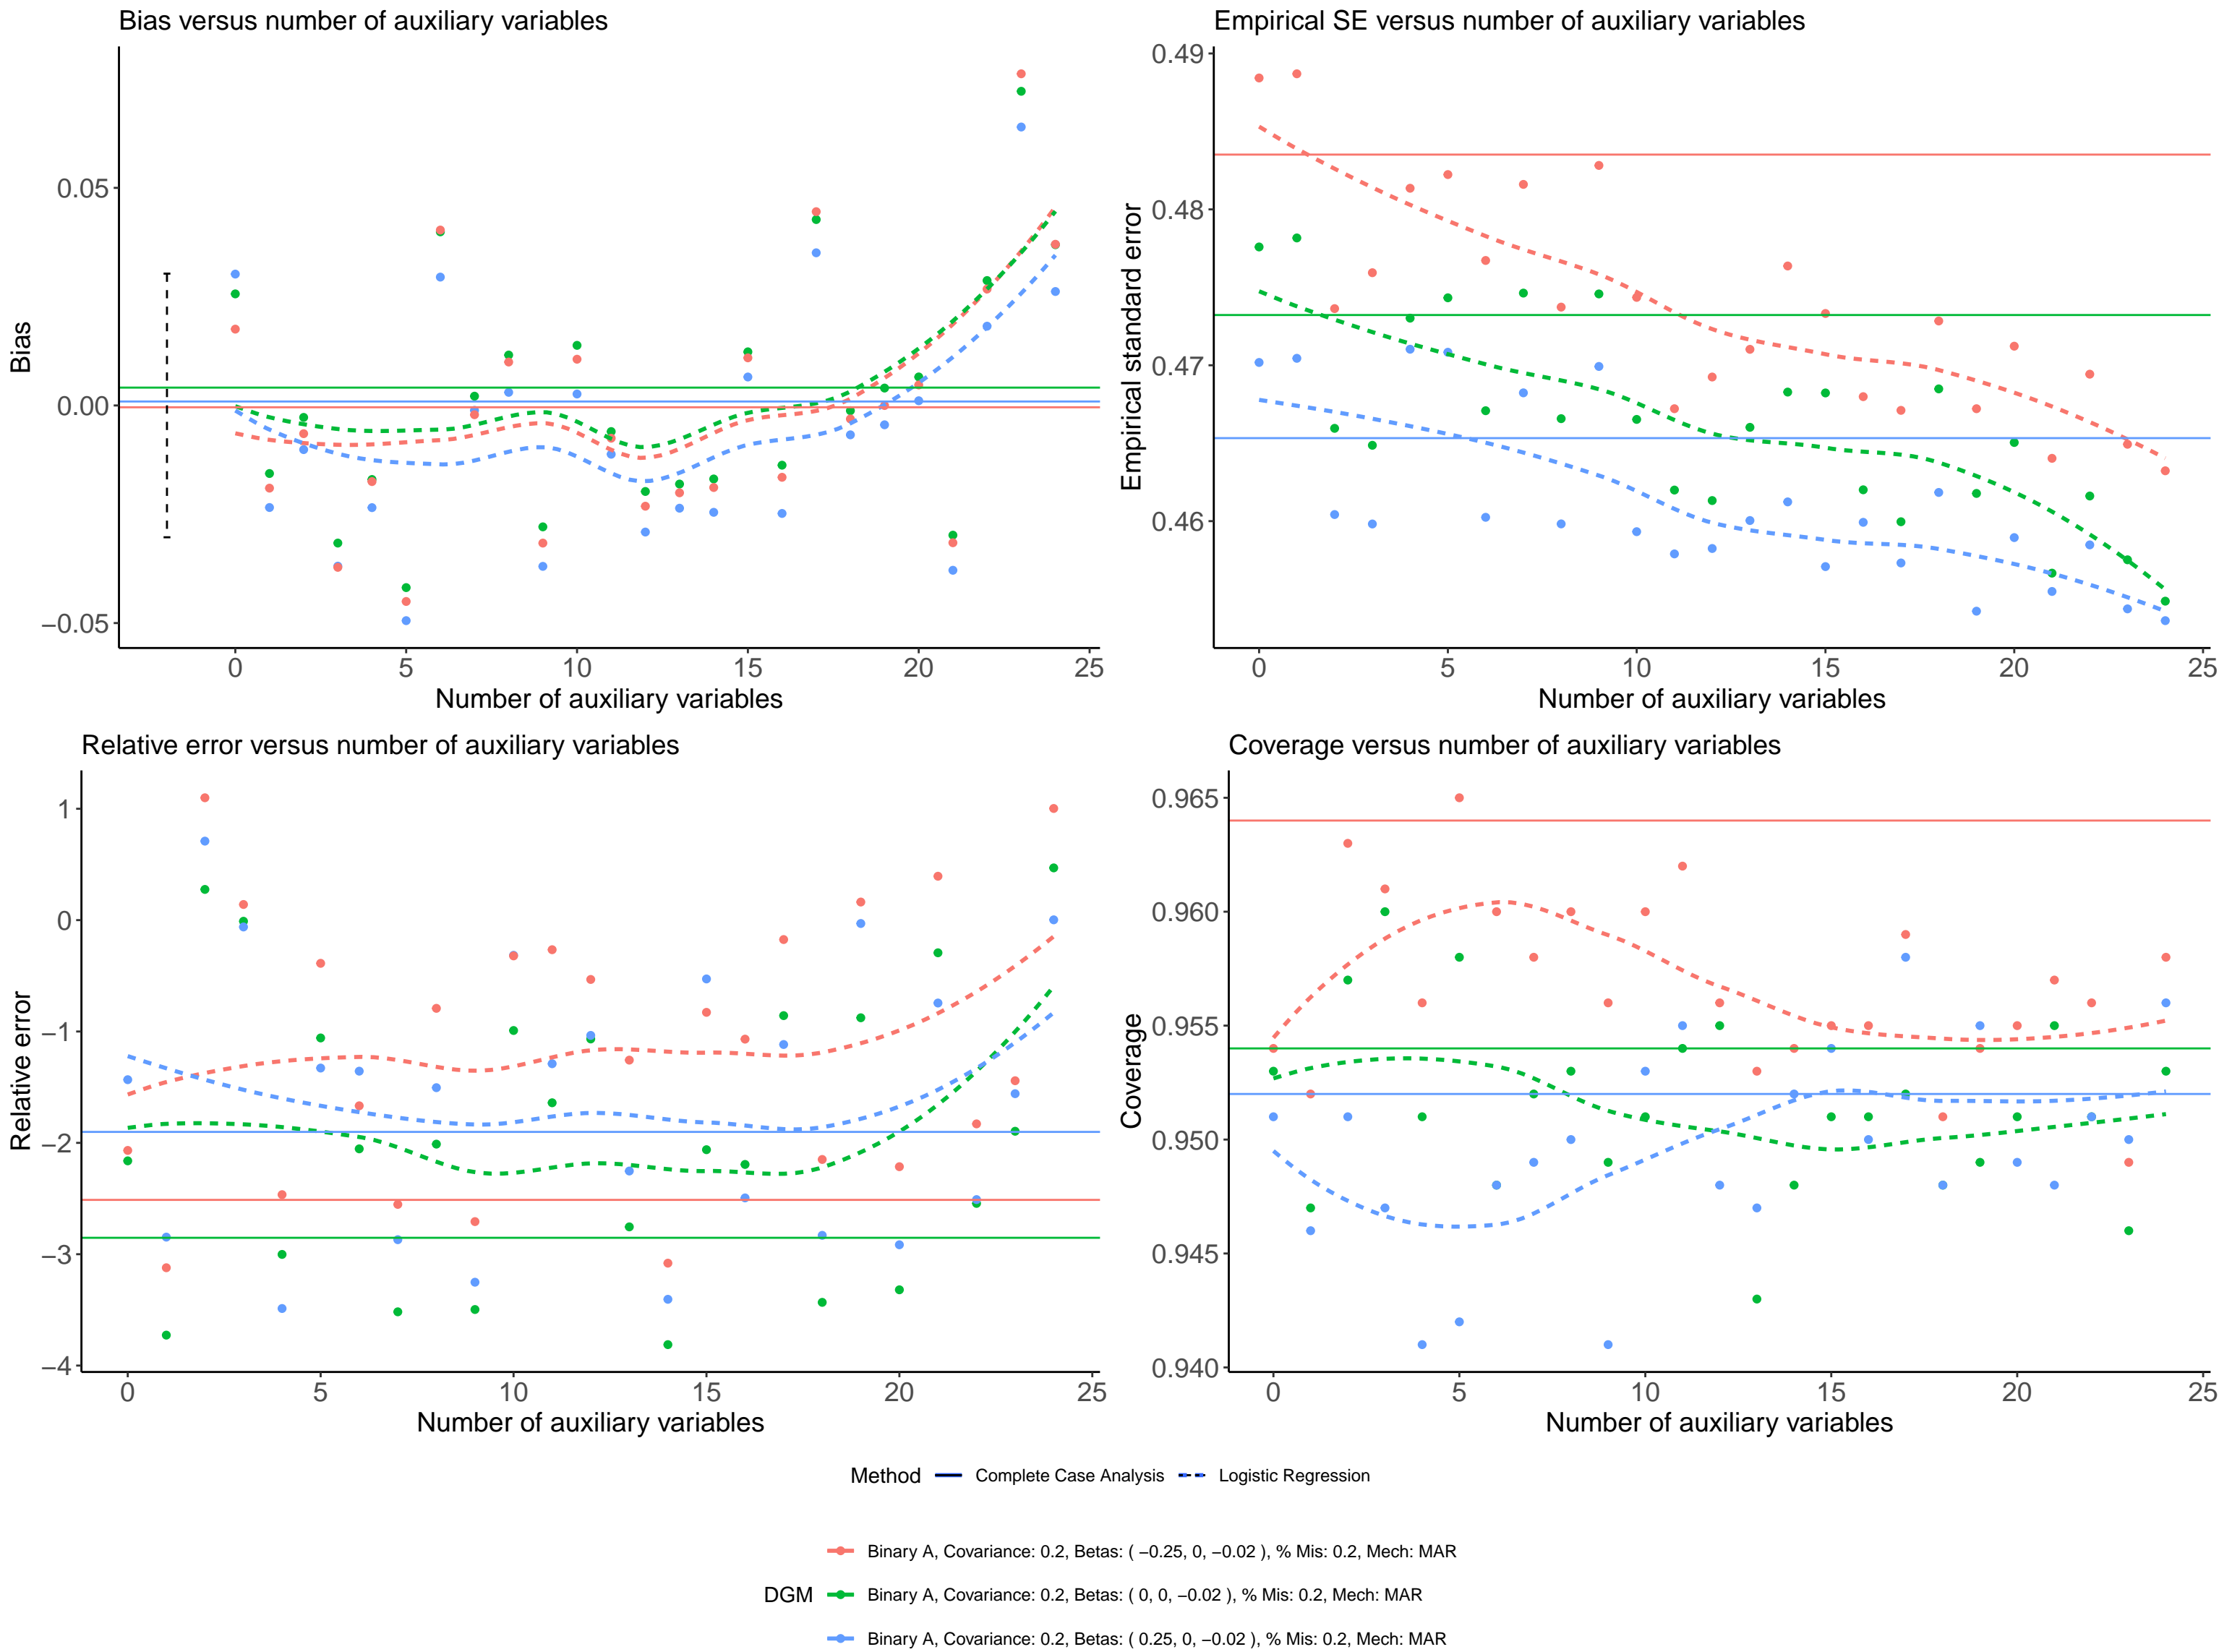 Bias versus number of auxiliary variables
Bias
0.05
0.00
−0.05
0 5 10 15 20 25
Number of auxiliary variables
Empirical SE versus number of auxiliary variables
Empirical standard error
0.49
0.48
0.47
0.46
0 5 10 15 20 25
Number of auxiliary variables
Relative error versus number of auxiliary variables
Relative error
1
0
−1
−2
−3
−4
0 5 10 15 20 25
Number of auxiliary variables
Coverage versus number of auxiliary variables
Coverage
0.965
0.960
0.955
0.950
0.945
0.940
0 5 10 15 20 25
Number of auxiliary variables
Method Complete Case Analysis Logistic Regression
Binary A, Covariance: 0.2, Betas: ( −0.25, 0, −0.02 ), % Mis: 0.2, Mech: MAR
DGM Binary A, Covariance: 0.2, Betas: ( 0, 0, −0.02 ), % Mis: 0.2, Mech: MAR
Binary A, Covariance: 0.2, Betas: ( 0.25, 0, −0.02 ), % Mis: 0.2, Mech: MAR